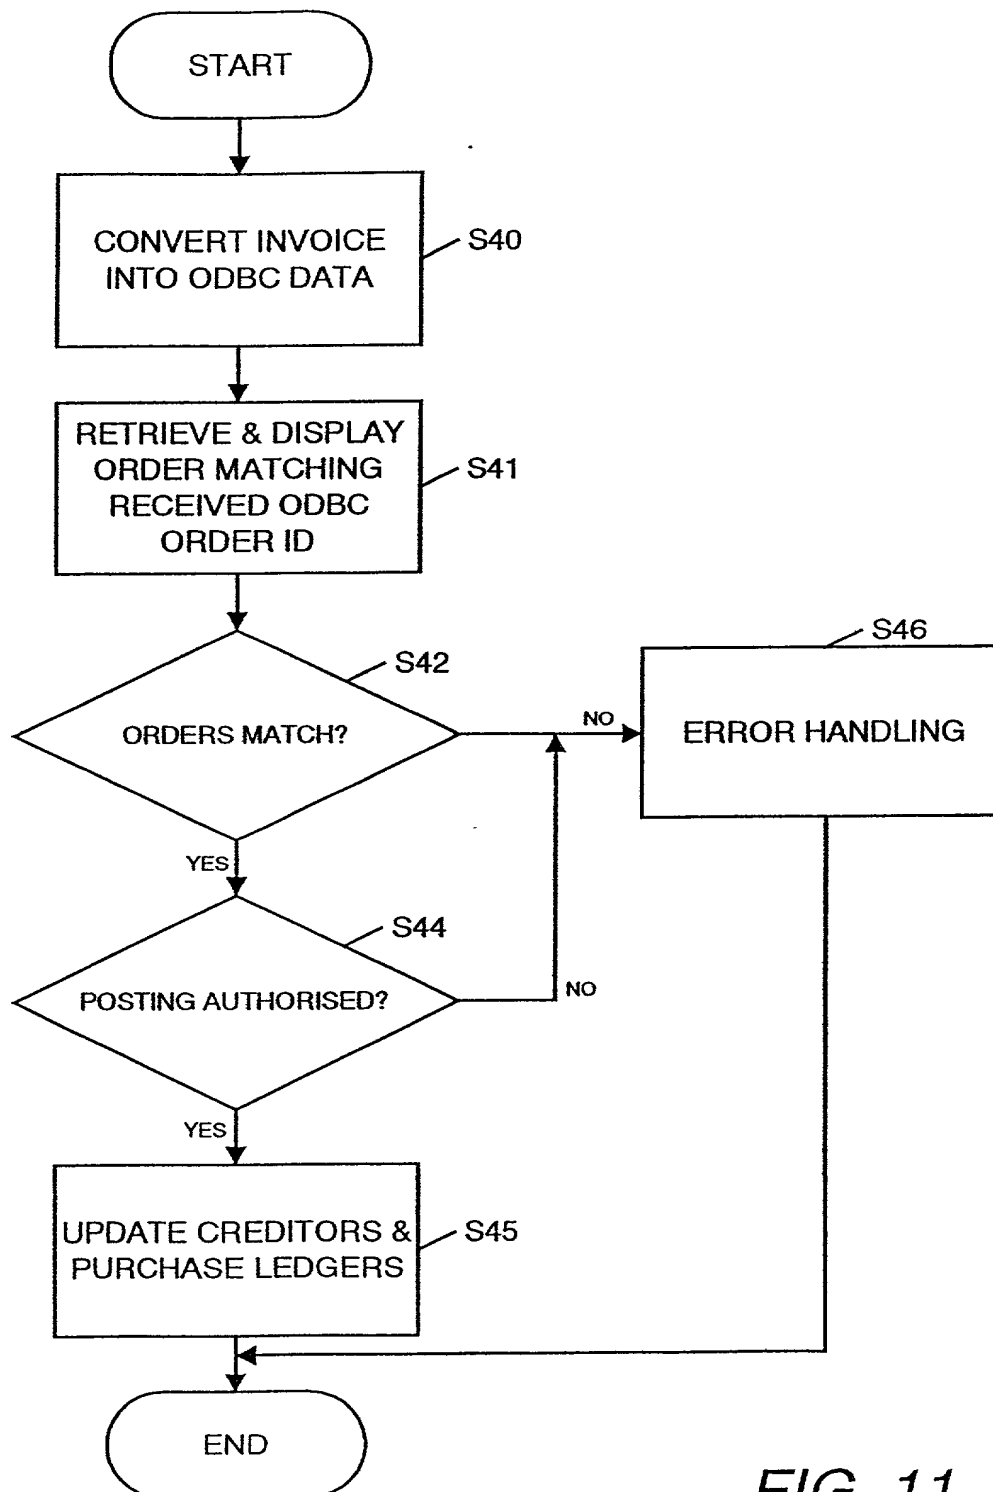 START
CONVERT INVOICE
INTO ODBC DATA
S40
RETRIEVE & DISPLAY
ORDER MATCHING
RECEIVED ODBC
ORDER ID
S41
S42
ORDERS MATCH?
NO
S46
ERROR HANDLING
YES
S44
POSTING AUTHORISED?
NO
YES
UPDATE CREDITORS &
PURCHASE LEDGERS
S45
END
FIG. 11